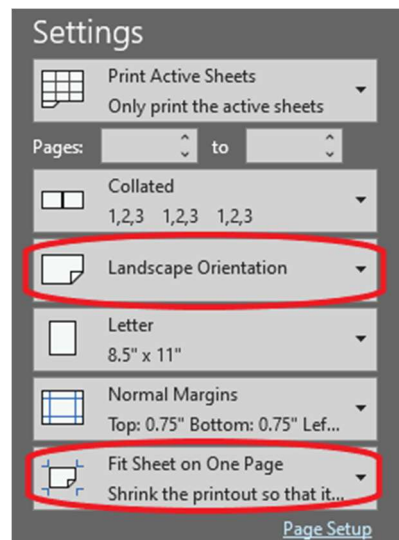 Settings
Print Active Sheets
Only print the active sheets
Pages: to
Collated
1,2,3 1,2,3 1,2,3
Landscape Orientation
Letter
8.5" x 11"
Normal Margins
Top: 0.75" Bottom: 0.75" Lef...
Fit Sheet on One Page
Shrink the printout so that it...
Page Setup